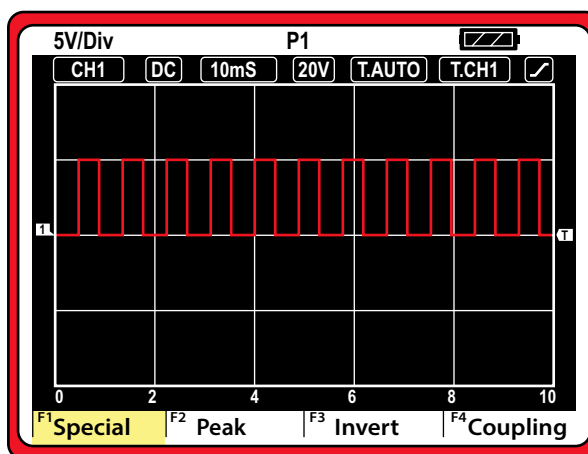 5V/Div P1
CH1 DC 10mS 20V T.AUTO T.CH1
1 T
0 2 4 6 8 10
F1 Special F2 Peak F3 Invert F4 Coupling